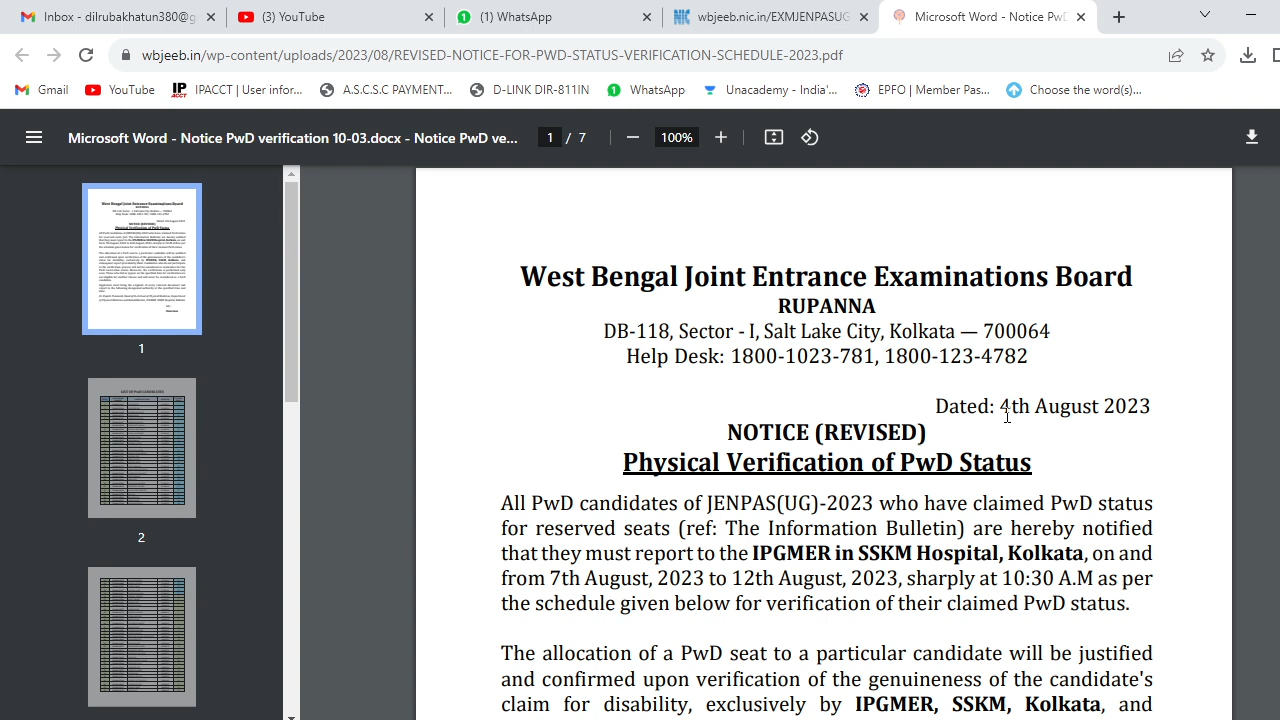 Inbox - dilrubakhatun380@g
(3) YouTube
(1) WhatsApp
wbjeeb.nic.in/EXMJENPASUG
Microsoft Word - Notice PwD
wbjeeb.in/wp-content/uploads/2023/08/REVISED-NOTICE-FOR-PWD-STATUS-VERIFICATION-SCHEDULE-2023.pdf
Gmail
YouTube
IPACCT | User infor...
A.S.C.S.C PAYMENT...
D-LINK DIR-811IN
WhatsApp
Unacademy - India'...
EPFO | Member Pas...
Choose the word(s)...
Microsoft Word - Notice PwD verification 10-03.docx - Notice PwD ve...
1 / 7
100%
1
2
West Bengal Joint Entrance Examinations Board
RUPANNA
DB-118, Sector - I, Salt Lake City, Kolkata — 700064
Help Desk: 1800-1023-781, 1800-123-4782
Dated: 4th August 2023
NOTICE (REVISED)
Physical Verification of PwD Status
All PwD candidates of JENPAS(UG)-2023 who have claimed PwD status
for reserved seats (ref: The Information Bulletin) are hereby notified
that they must report to the IPGMER in SSKM Hospital, Kolkata, on and
from 7th August, 2023 to 12th August, 2023, sharply at 10:30 A.M as per
the schedule given below for verification of their claimed PwD status.
The allocation of a PwD seat to a particular candidate will be justified
and confirmed upon verification of the genuineness of the candidate's
claim for disability, exclusively by IPGMER, SSKM, Kolkata, and